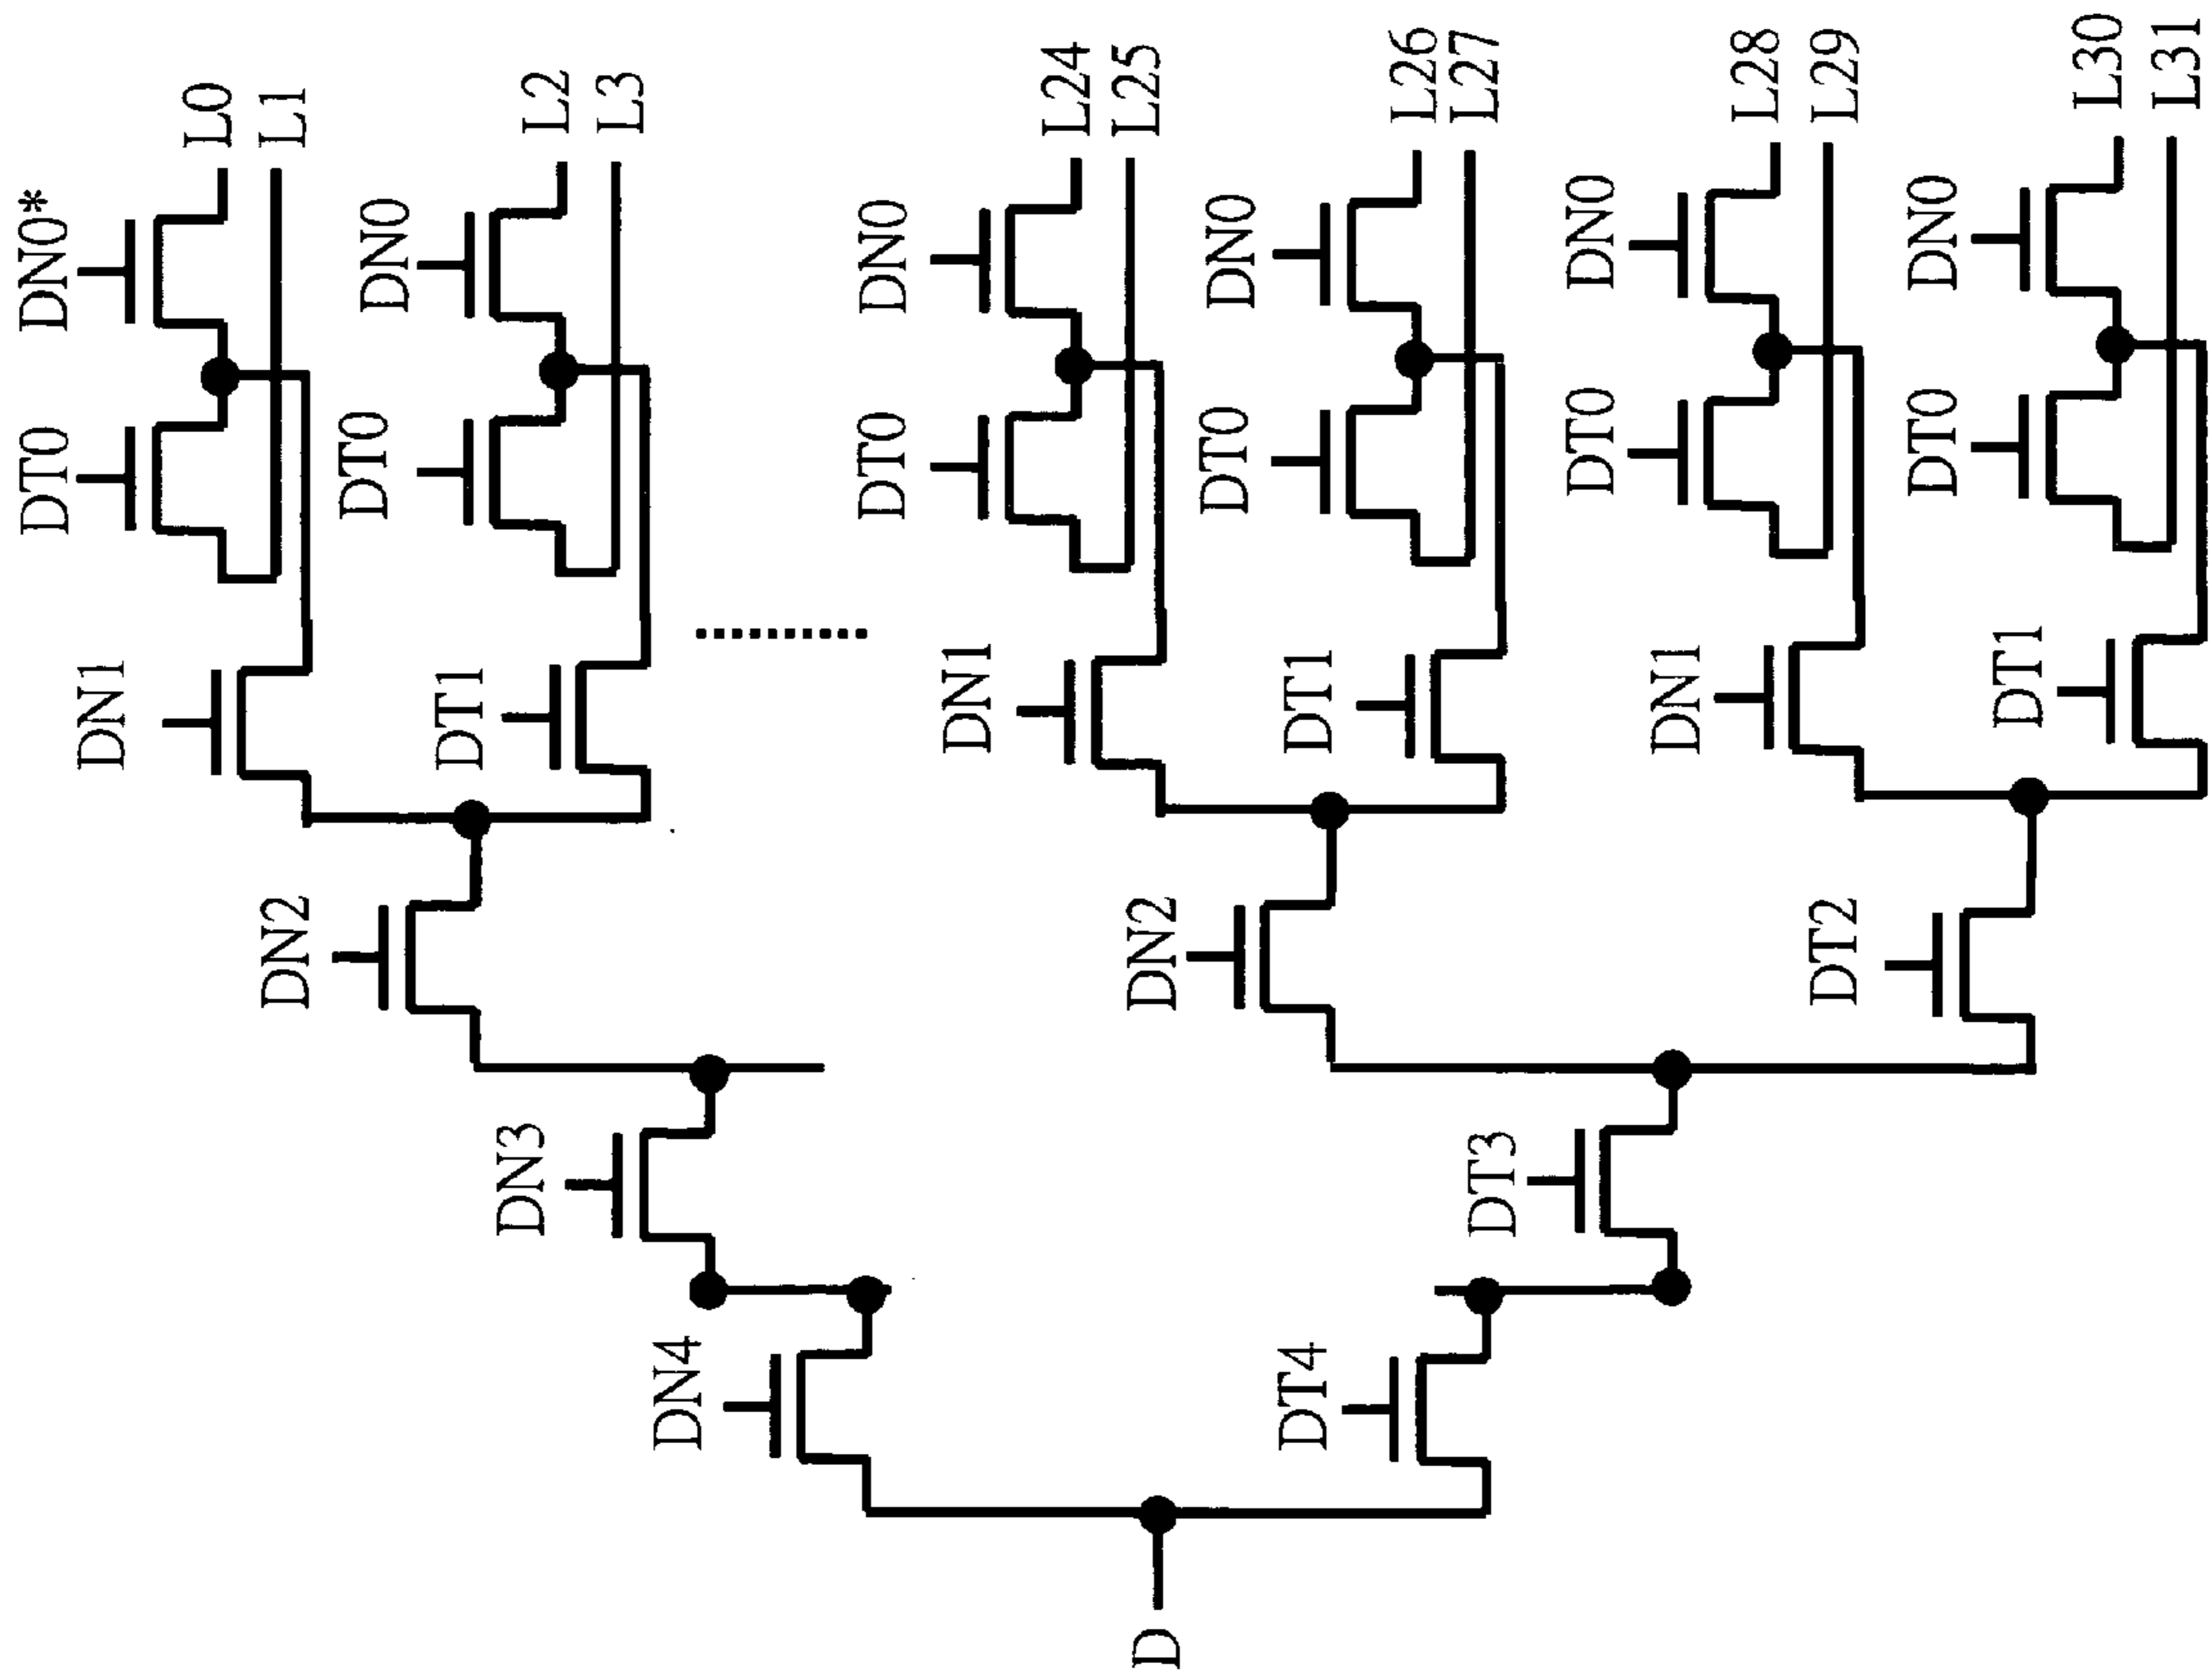 DN0*
L0
DT0
L1
DN1
DN0
L2
DT0
L3
DT1
DN2
DN3
DN4
DN0
L24
DT0
L25
DN1
DN0
L26
DT0
L27
DT1
DN2
DN0
L28
DT0
L29
DN1
DN0
L30
DT0
L31
DT1
DT2
DT3
DT4
D